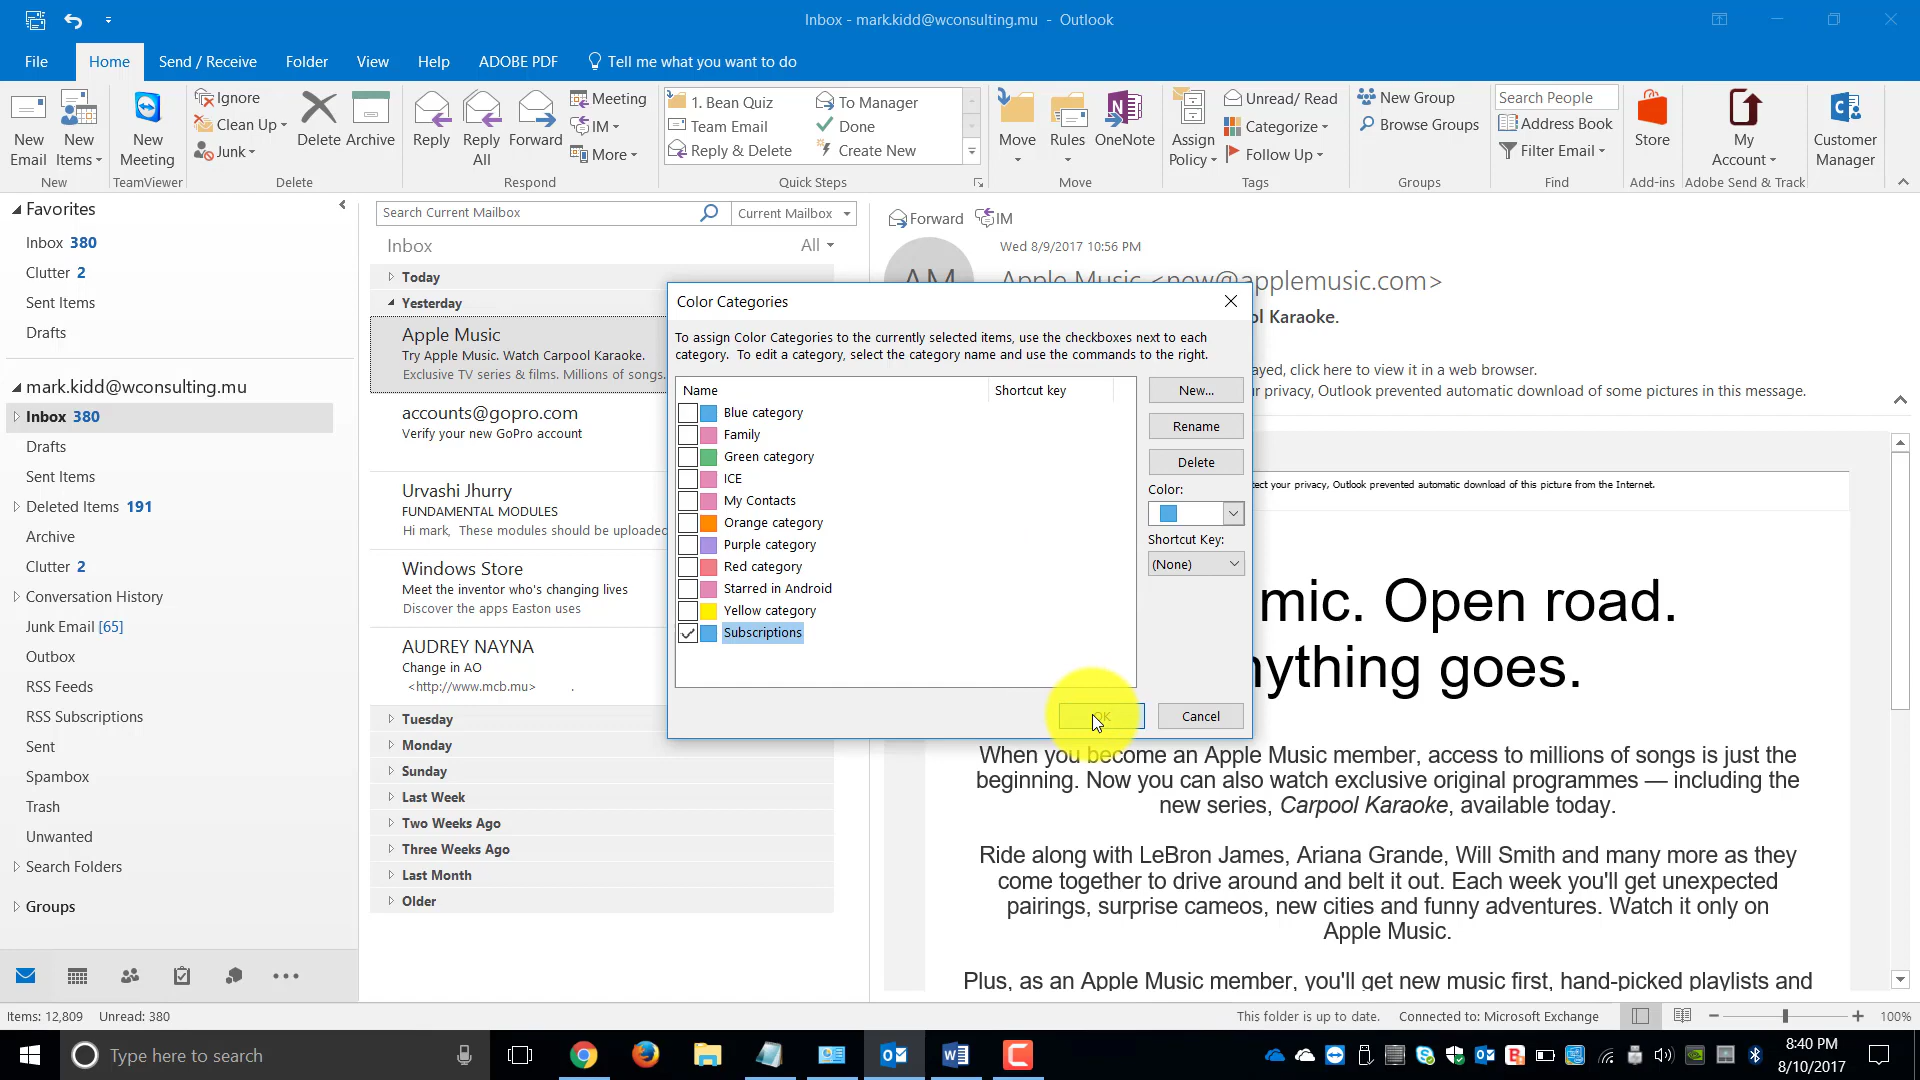 Inbox - mark.kidd@wconsulting.mu - Outlook
File Home Send / Receive Folder View Help ADOBE PDF Tell me what you want to do
New Email
New Items
New
New Meeting
TeamViewer
Ignore
Clean Up
Junk
Delete
Archive
Delete
Reply
Reply All
Forward
Meeting
IM
More
Respond
1. Bean Quiz
Team Email
Reply & Delete
To Manager
Done
Create New
Quick Steps
Move
Rules
OneNote
Move
Assign Policy
Unread/ Read
Categorize
Follow Up
Tags
New Group
Browse Groups
Groups
Search People
Address Book
Filter Email
Find
Store
Add-ins
My Account
Adobe Send & Track
Customer Manager
Favorites
Inbox 380
Clutter 2
Sent Items
Drafts
mark.kidd@wconsulting.mu
Inbox 380
Drafts
Sent Items
Deleted Items 191
Archive
Clutter 2
Conversation History
Junk Email [65]
Outbox
RSS Feeds
RSS Subscriptions
Sent
Spambox
Trash
Unwanted
Search Folders
Groups
Search Current Mailbox
Current Mailbox
Inbox
All
Today
Yesterday
Apple Music
Try Apple Music. Watch Carpool Karaoke.
Exclusive TV series & films. Millions of songs.
accounts@gopro.com
Verify your new GoPro account
Urvashi Jhurry
FUNDAMENTAL MODULES
Hi mark, These modules should be uploaded
Windows Store
Meet the inventor who's changing lives
Discover the apps Easton uses
AUDREY NAYNA
Change in AO
<http://www.mcb.mu> .
Tuesday
Monday
Sunday
Last Week
Two Weeks Ago
Three Weeks Ago
Last Month
Older
Forward IM
Wed 8/9/2017 10:56 PM
AM
Apple Music <new@applemusic.com>
ol Karaoke.
ayed, click here to view it in a web browser.
r privacy, Outlook prevented automatic download of some pictures in this message.
tect your privacy, Outlook prevented automatic download of this picture from the Internet.
mic. Open road.
nything goes.
When you become an Apple Music member, access to millions of songs is just the
beginning. Now you can also watch exclusive original programmes — including the
new series, Carpool Karaoke, available today.
Ride along with LeBron James, Ariana Grande, Will Smith and many more as they
come together to drive around and belt it out. Each week you'll get unexpected
pairings, surprise cameos, new cities and funny adventures. Watch it only on
Apple Music.
Plus, as an Apple Music member, you'll get new music first, hand-picked playlists and
Color Categories
To assign Color Categories to the currently selected items, use the checkboxes next to each
category. To edit a category, select the category name and use the commands to the right.
Name Shortcut key
Blue category
Family
Green category
ICE
My Contacts
Orange category
Purple category
Red category
Starred in Android
Yellow category
Subscriptions
New...
Rename
Delete
Color:
Shortcut Key:
(None)
OK
Cancel
Items: 12,809 Unread: 380
This folder is up to date. Connected to: Microsoft Exchange
100%
Type here to search
8:40 PM
8/10/2017